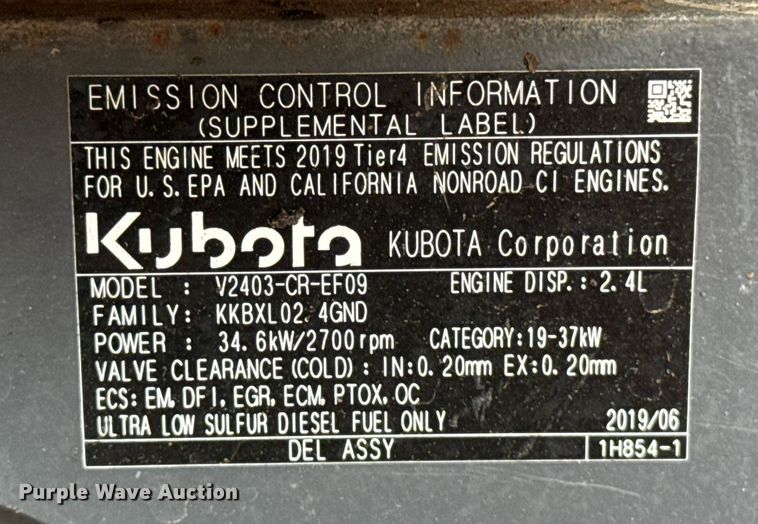 EMISSION CONTROL INFORMATION
(SUPPLEMENTAL LABEL)
THIS ENGINE MEETS 2019 Tier4 EMISSION REGULATIONS
FOR U.S.EPA AND CALIFORNIA NONROAD CI ENGINES.
Kubota KUBOTA Corporation
MODEL : V2403-CR-EF09 ENGINE DISP.: 2.4L
FAMILY: KKBXL02.4GND
POWER : 34.6kW/2700rpm CATEGORY:19-37kW
VALVE CLEARANCE(COLD): IN:0.20mm EX:0.20mm
ECS: EM, DFI, EGR, ECM, PTOX, OC
ULTRA LOW SULFUR DIESEL FUEL ONLY 2019/06
DEL ASSY 1H854-1
Purple Wave Auction